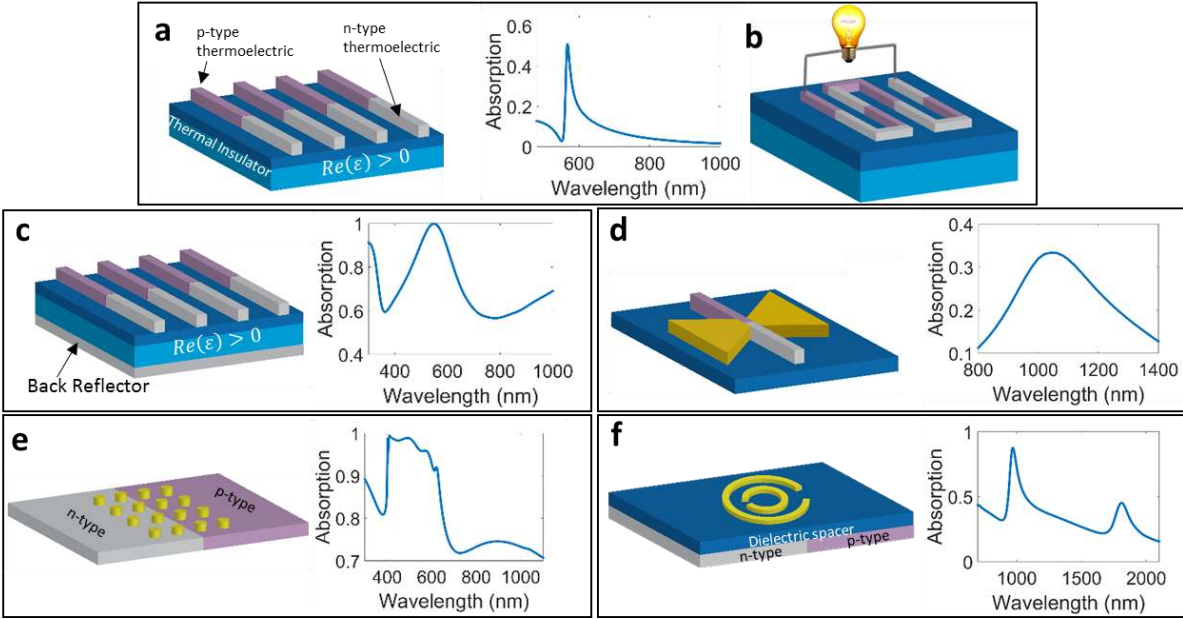 a
p-type
thermoelectric
n-type
thermoelectric
Thermal Insulator
Re(ε) > 0
Absorption
0.6
0.4
0.2
0
600
800
1000
Wavelength (nm)
b
c
Re(ε) > 0
Back Reflector
Absorption
1
0.8
0.6
0.4
400
600
800
1000
Wavelength (nm)
d
Absorption
0.4
0.3
0.2
0.1
800
1000
1200
1400
Wavelength (nm)
e
n-type
p-type
Absorption
1
0.9
0.8
0.7
400
600
800
1000
Wavelength (nm)
f
Dielectric spacer
n-type
p-type
Absorption
1
0.5
0
1000
1500
2000
Wavelength (nm)